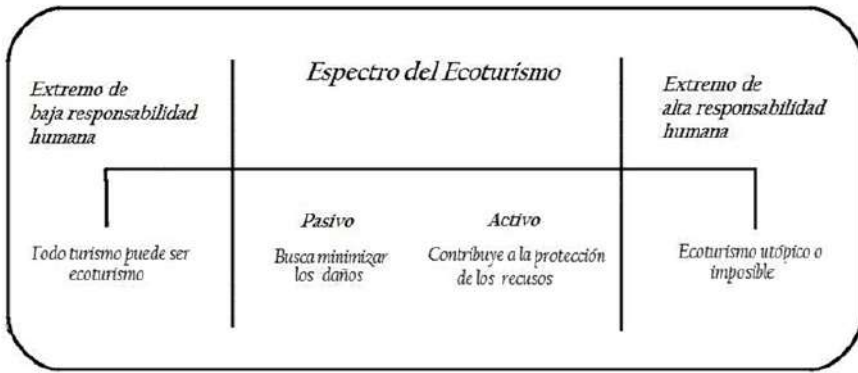 Espectro del Ecoturismo
Extremo de
baja responsabilidad
humana
Extremo de
alta responsabilidad
humana
Todo turismo puede ser
ecoturismo
Pasivo
Busca minimizar
los daños
Activo
Contribuye a la protección
de los recusos
Ecoturismo utópico o
imposible